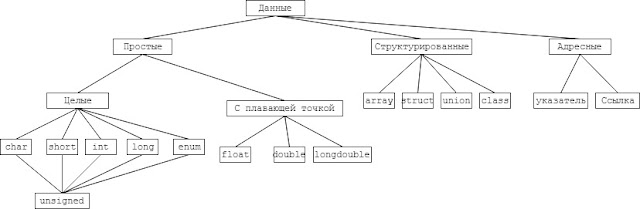 Данные
Простые
Структурированные
Адресные
array
struct
union
class
указатель
Ссылка
Целые
С плавающей точкой
char
short
int
long
enum
float
double
longdouble
unsigned